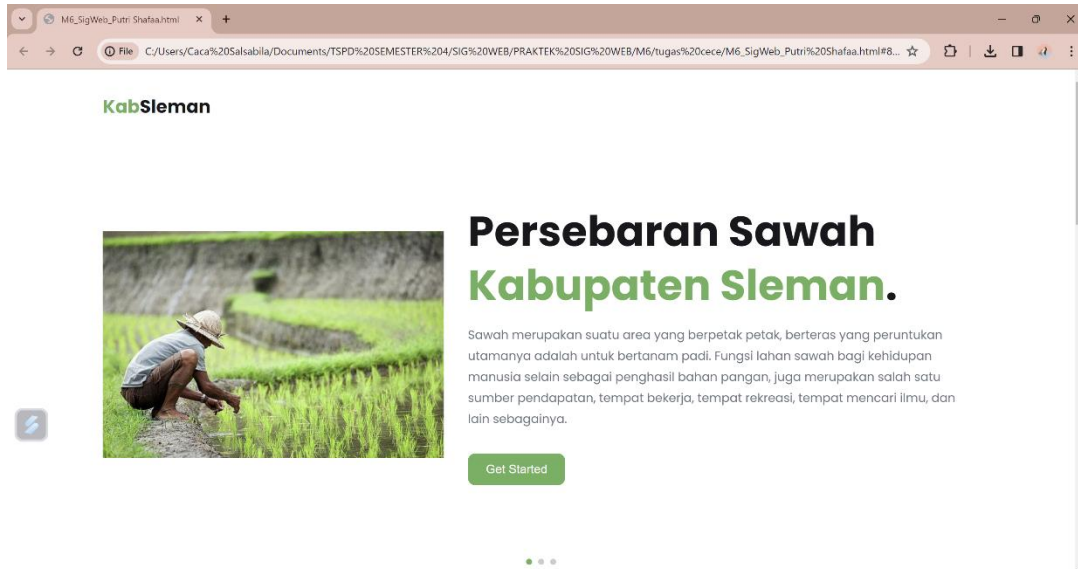 M6_SigWeb_Putri Shafaa.html
File C:/Users/Caca%20Salsabila/Documents/TSPD%20SEMESTER%204/SIG%20WEB/PRAKTEK%20SIG%20WEB/M6/tugas%20cece/M6_SigWeb_Putri%20Shafaa.html#8...
KabSleman
Persebaran Sawah
Kabupaten Sleman.
Sawah merupakan suatu area yang berpetak petak, berteras yang peruntukan
utamanya adalah untuk bertanam padi. Fungsi lahan sawah bagi kehidupan
manusia selain sebagai penghasil bahan pangan, juga merupakan salah satu
sumber pendapatan, tempat bekerja, tempat rekreasi, tempat mencari ilmu, dan
lain sebagainya.
Get Started